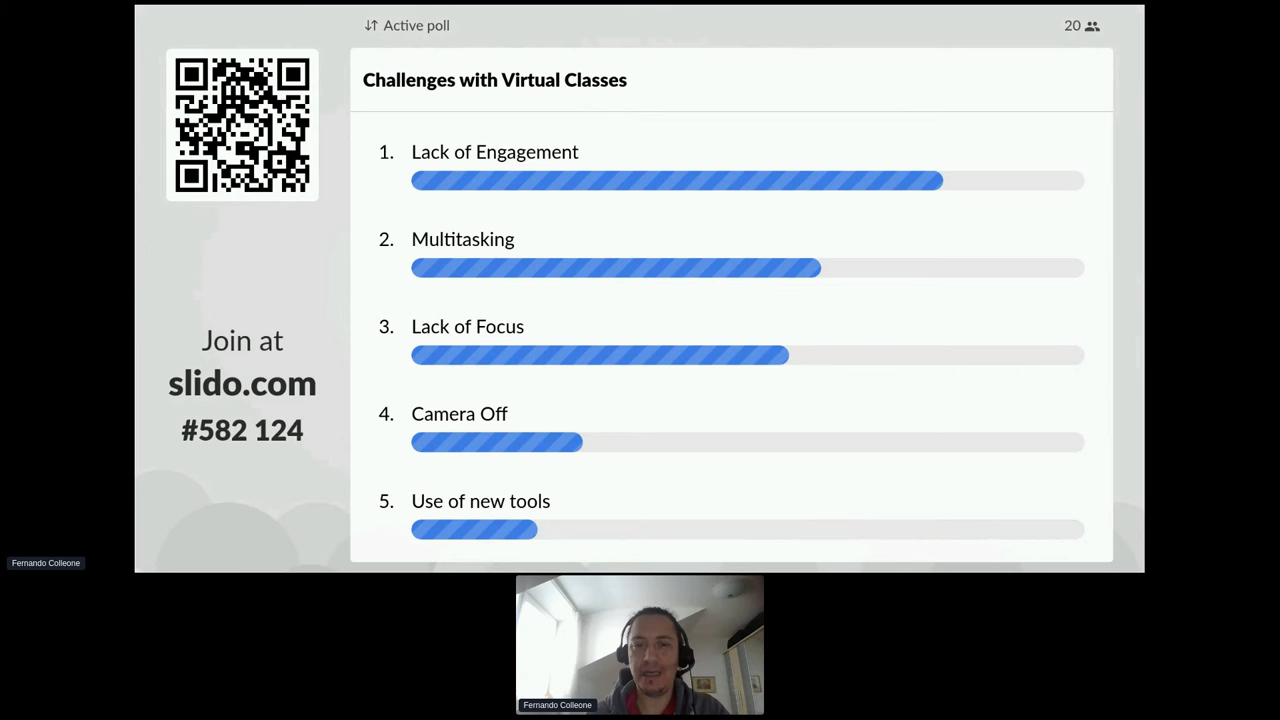 Active poll
20
Challenges with Virtual Classes
1. Lack of Engagement
2. Multitasking
3. Lack of Focus
4. Camera Off
5. Use of new tools
Join at
slido.com
#582 124
Fernando Colleone
Fernando Colleone